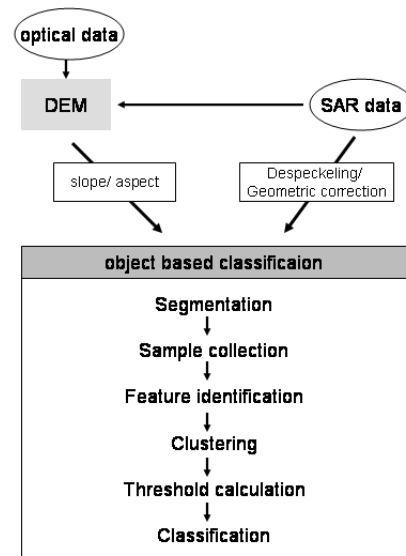 optical data
DEM
SAR data
slope/ aspect
Despeckeling/
Geometric correction
object based classificaion
Segmentation
Sample collection
Feature identification
Clustering
Threshold calculation
Classification